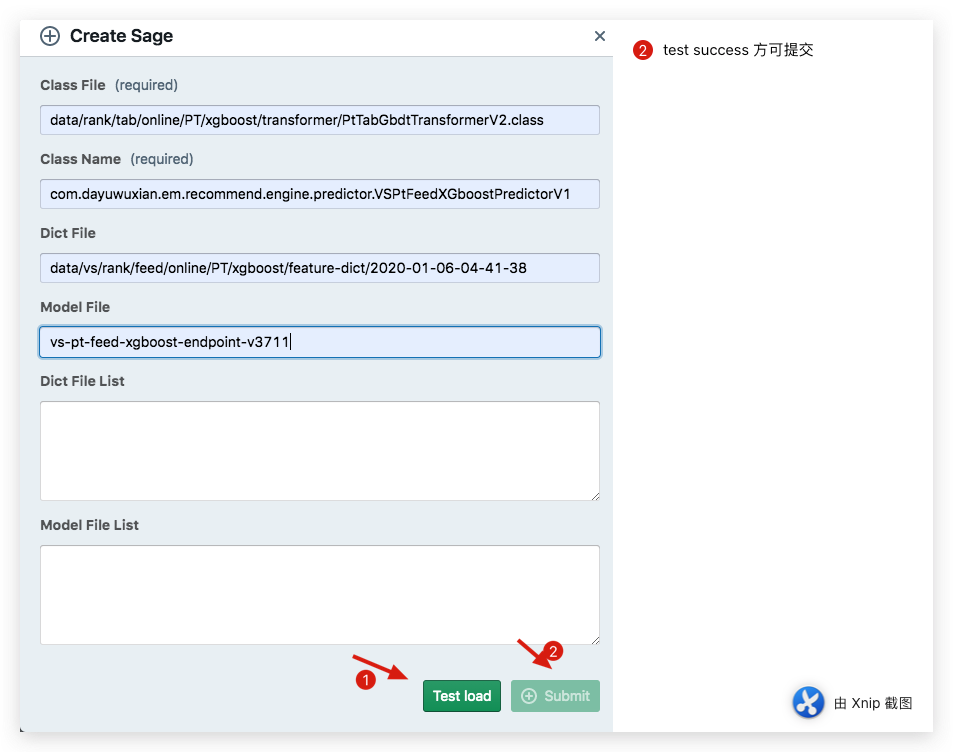 Create Sage
Class File (required)
data/rank/tab/online/PT/xgboost/transformer/PtTabGbdtTransformerV2.class
Class Name (required)
com.dayuwuxian.em.recommend.engine.predictor.VSPtFeedXGboostPredictorV1
Dict File
data/vs/rank/feed/online/PT/xgboost/feature-dict/2020-01-06-04-41-38
Model File
vs-pt-feed-xgboost-endpoint-v3711
Dict File List
Model File List
1
2
Test load
Submit
2 test success 方可提交
由 Xnip 截图